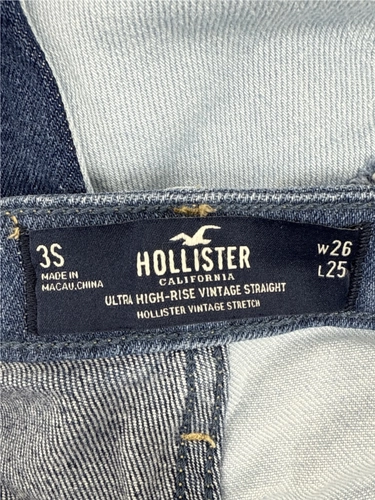 3S
MADE IN
MACAU.CHINA
HOLLISTER
CALIFORNIA
ULTRA HIGH-RISE VINTAGE STRAIGHT
HOLLISTER VINTAGE STRETCH
W26
L25